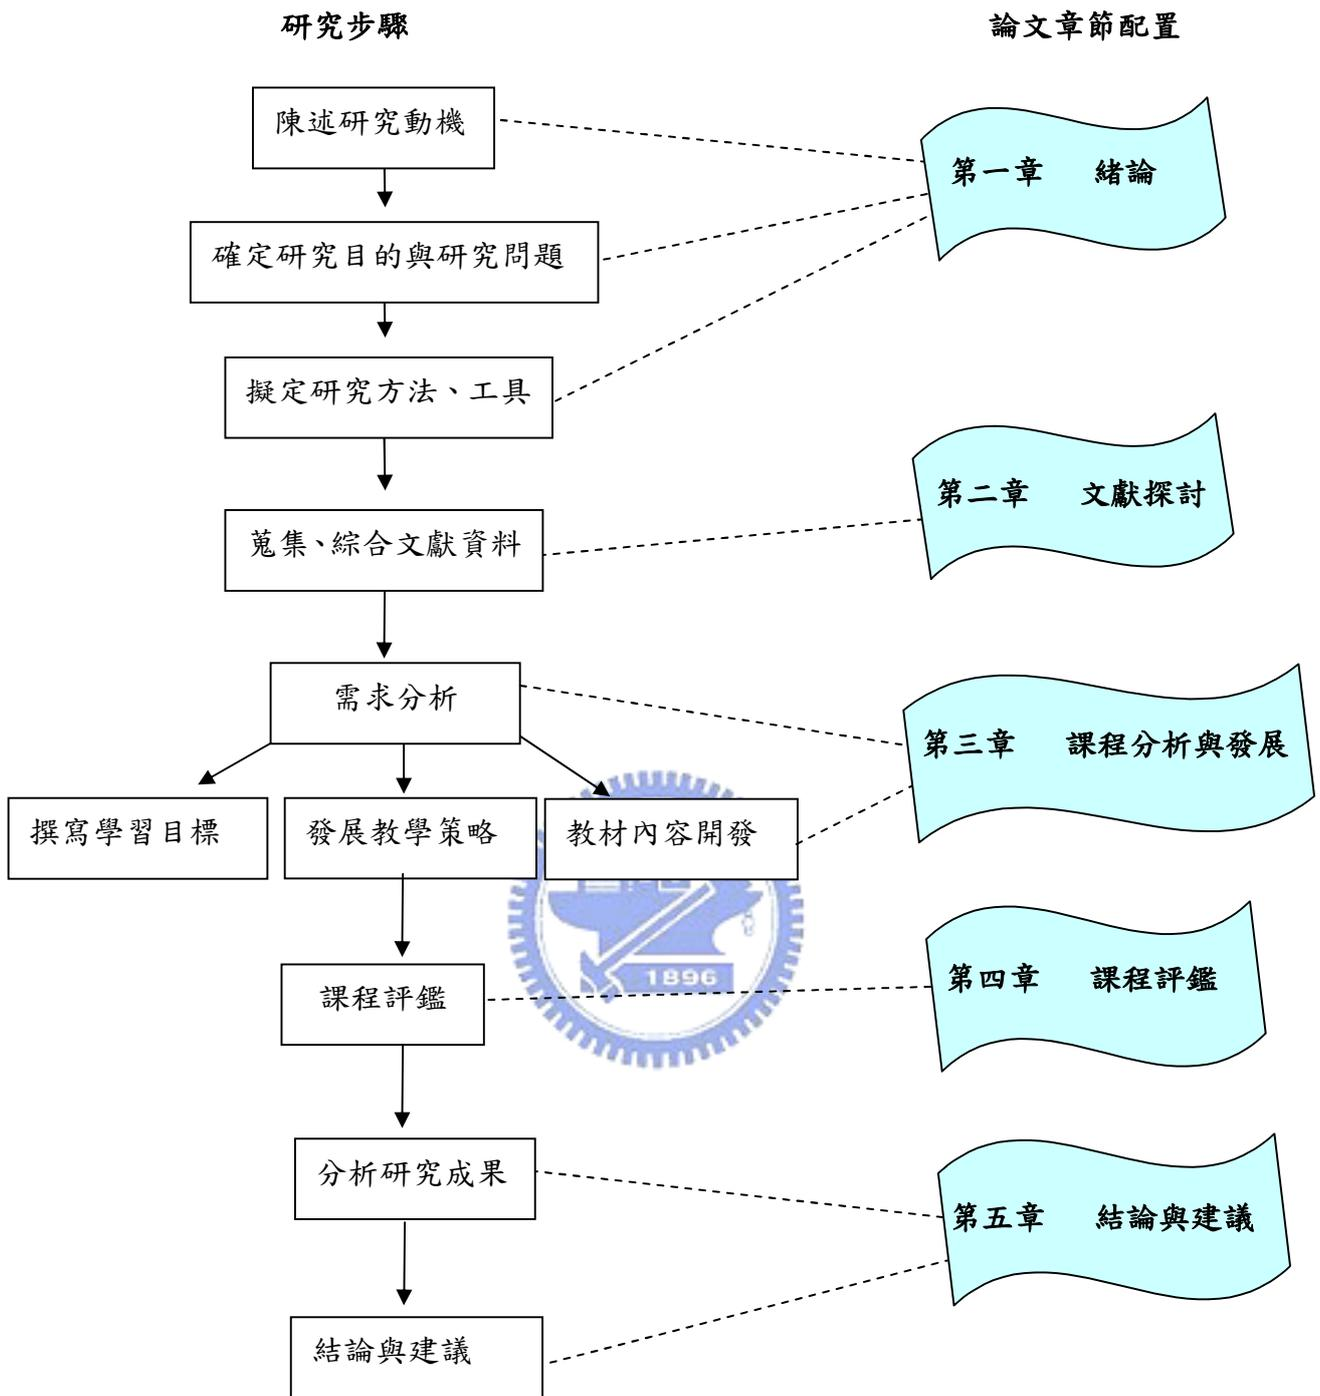 研究步驟
論文章節配置
陳述研究動機
第一章 緒論
確定研究目的與研究問題
擬定研究方法、工具
第二章 文獻探討
蒐集、綜合文獻資料
需求分析
第三章 課程分析與發展
撰寫學習目標
發展教學策略
教材內容開發
1896
課程評鑑
第四章 課程評鑑
分析研究成果
第五章 結論與建議
結論與建議